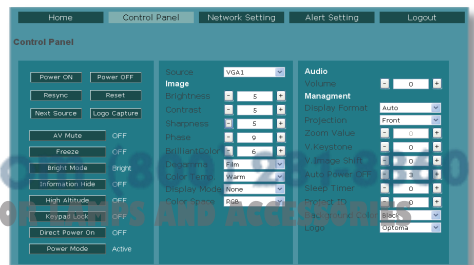 Home Control Panel Network Setting Alert Setting Logout
Control Panel
Power ON Power OFF
Resync Reset
Next Source Logo Capture
AV Mute OFF
Freeze OFF
Bright Mode Bright
Information Hide OFF
High Altitude OFF
Keypad Lock OFF
Direct Power On OFF
Power Mode Active
Source VGA1
Image
Brightness - 5 +
Contrast - 5 +
Sharpness - 5 +
Phase - 9 +
BrilliantColor - 6 +
Degamma Film
Color Temp. Warm
Display Mode None
Color Space RGB
Audio
Volume - 0 +
Managment
Display Format Auto
Projection Front
Zoom Value - 0 +
V.Keystone - 0 +
V. Image Shift - 0 +
Auto Power Off - 3 +
Sleep Timer - 0 +
Protect ID - 0 +
Background Color Black
Logo Optoma